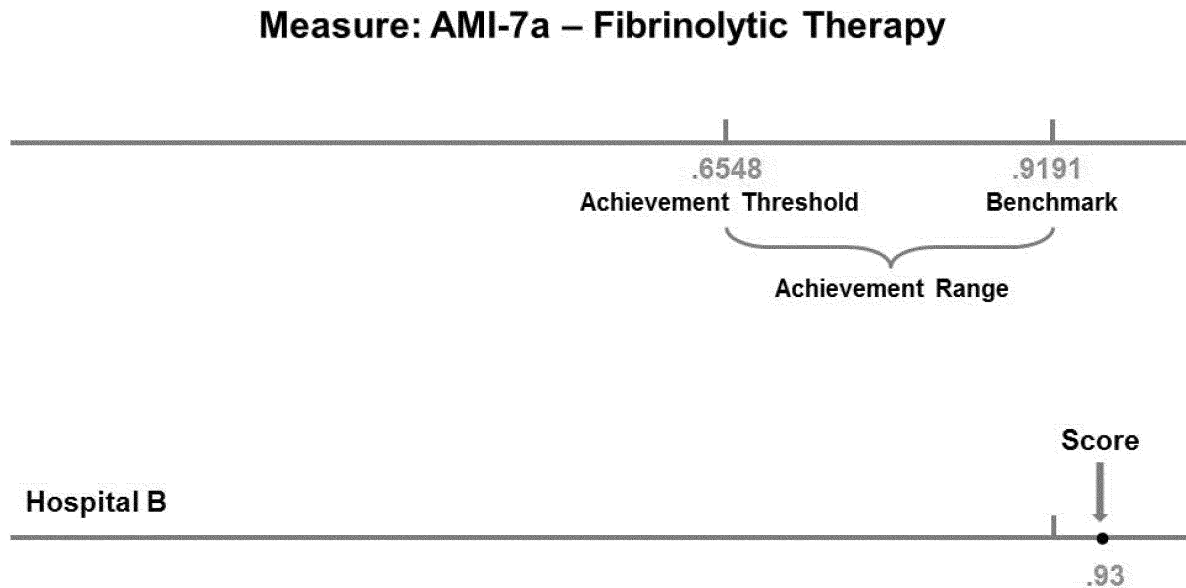 Measure: AMI-7a – Fibrinolytic Therapy
.6548 .9191
Achievement Threshold Benchmark
Achievement Range
Score
Hospital B
.93